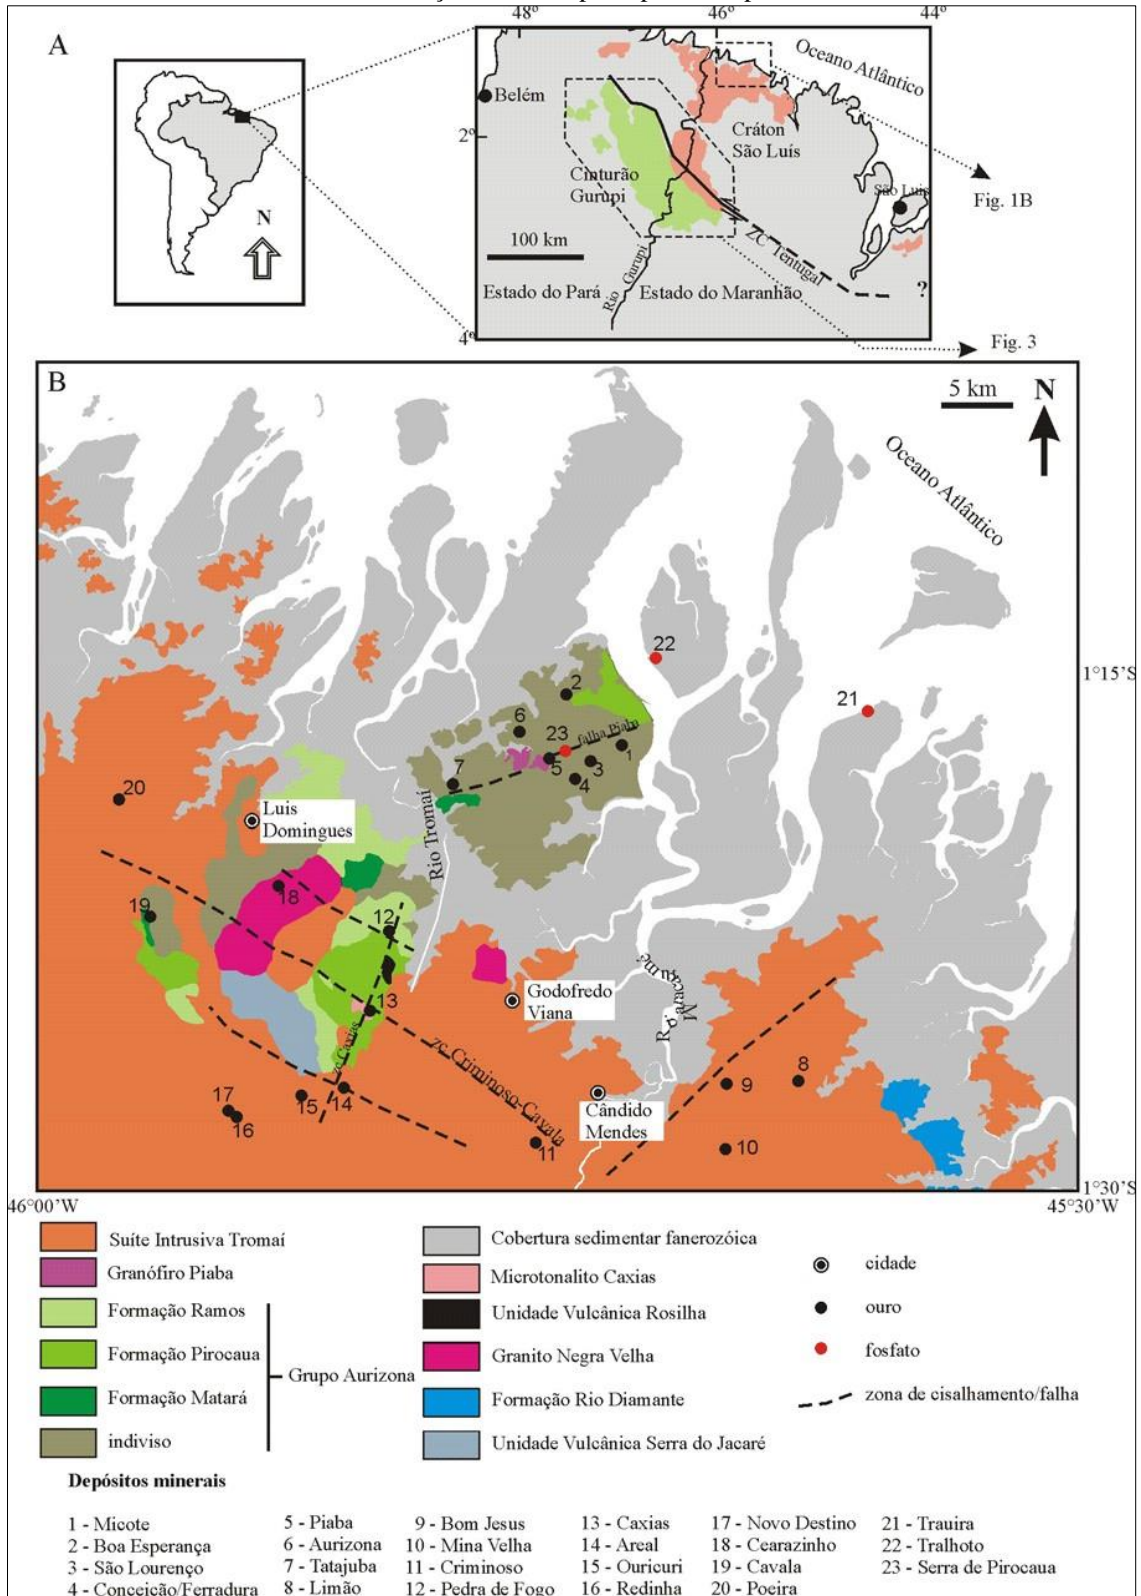 A
48º
46º
44º
Oceano Atlântico
Belém
2º
Cráton
São Luís
Cinturão
Gurupi
São Luis
Fig. 1B
N
100 km
ZC Tentugal
Rio Gurupi
?
Estado do Pará
Estado do Maranhão
4º
Fig. 3
B
5 km
N
Oceano Atlântico
22
1º15'S
21
2
6
23
falha Piaba
1
5
3
4
7
20
Luis
Domingues
Rio Tromaí
18
19
12
Godofredo
Viana
13
R. Maracaçumé
zc Caxias
zc Criminoso-Cavala
8
9
17
15
14
16
Cândido
Mendes
11
10
1°30'S
46°00'W
45°30'W
Suíte Intrusiva Tromaí
Granófiro Piaba
Formação Ramos
Formação Pirocaua
Grupo Aurizona
Formação Matará
indiviso
Cobertura sedimentar fanerozóica
Microtonalito Caxias
Unidade Vulcânica Rosilha
Granito Negra Velha
Formação Rio Diamante
Unidade Vulcânica Serra do Jacaré
cidade
ouro
fosfato
zona de cisalhamento/falha
Depósitos minerais
1 - Micote
2 - Boa Esperança
3 - São Lourenço
4 - Conceição/Ferradura
5 - Piaba
6 - Aurizona
7 - Tatajuba
8 - Limão
9 - Bom Jesus
10 - Mina Velha
11 - Criminoso
12 - Pedra de Fogo
13 - Caxias
14 - Areal
15 - Ouricuri
16 - Redinha
17 - Novo Destino
18 - Cearazinho
19 - Cavala
20 - Poeira
21 - Trauira
22 - Tralhoto
23 - Serra de Pirocaua